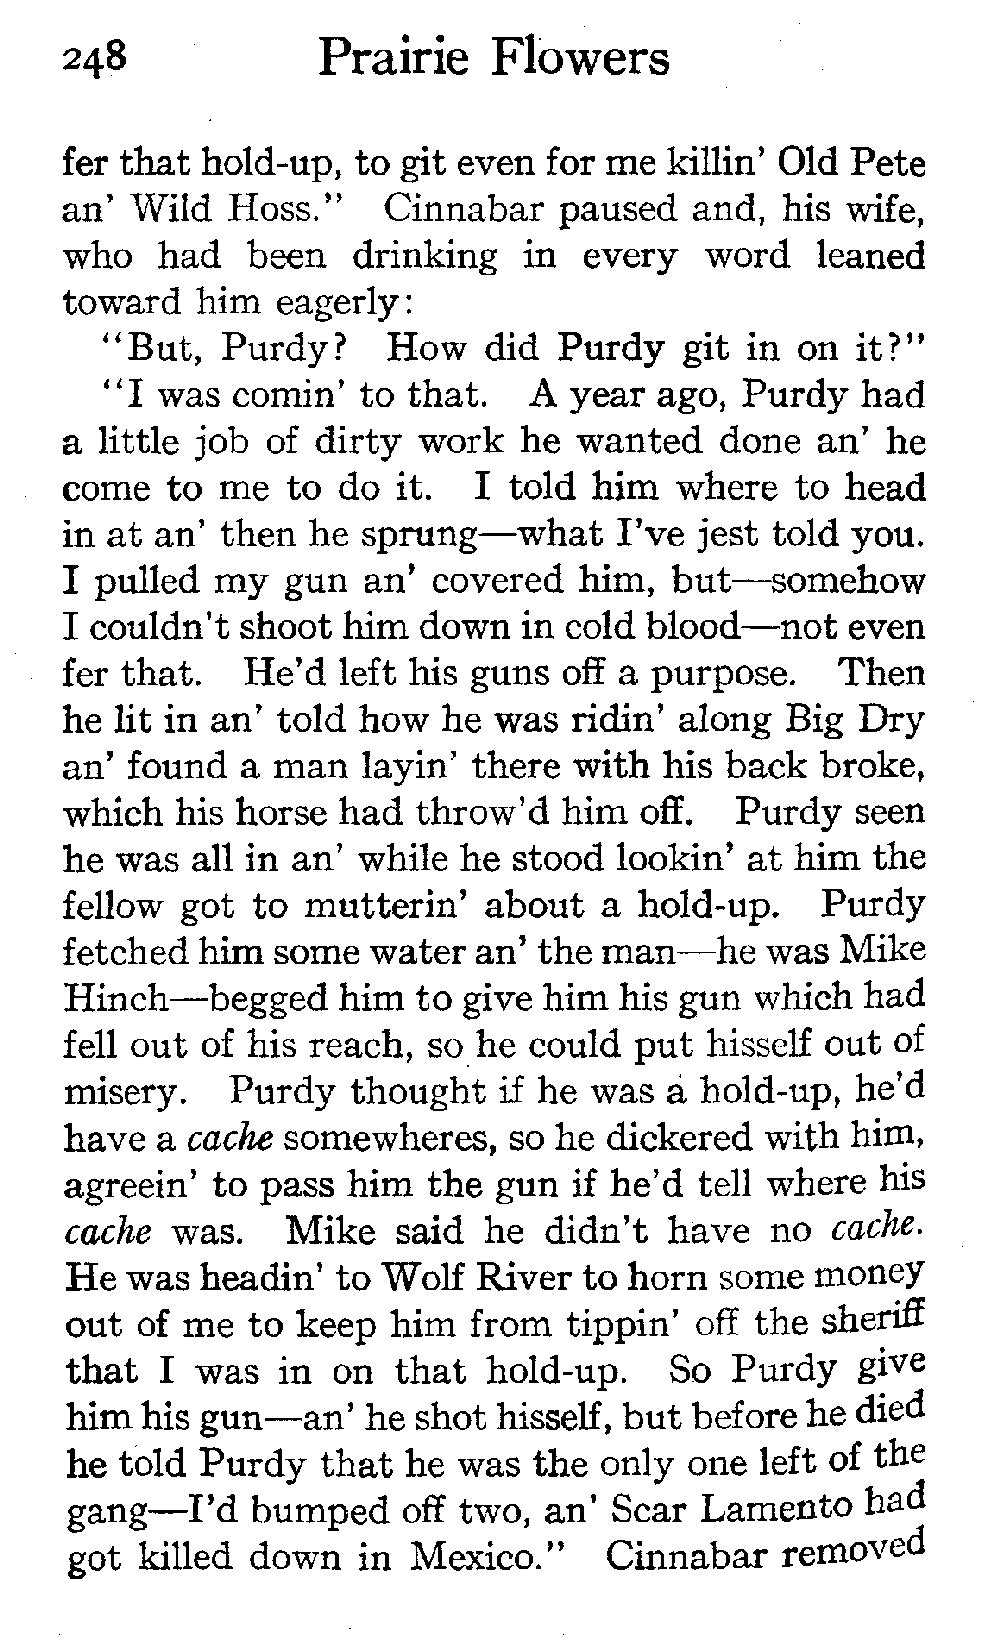 248 Prairie Flowers
fer that hold-up, to git even for me killin' Old Pete
an' Wild Hoss." Cinnabar paused and, his wife,
who had been drinking in every word leaned
toward him eagerly:
"But, Purdy? How did Purdy git in on it?"
"I was comin' to that. A year ago, Purdy had
a little job of dirty work he wanted done an' he
come to me to do it. I told him where to head
in at an' then he sprung—what I've jest told you.
I pulled my gun an' covered him, but—somehow
I couldn't shoot him down in cold blood—not even
fer that. He'd left his guns off a purpose. Then
he lit in an' told how he was ridin' along Big Dry
an' found a man layin' there with his back broke,
which his horse had throw'd him off. Purdy seen
he was all in an' while he stood lookin' at him the
fellow got to mutterin' about a hold-up. Purdy
fetched him some water an' the man—he was Mike
Hinch—begged him to give him his gun which had
fell out of his reach, so he could put hisself out of
misery. Purdy thought if he was a hold-up, he'd
have a cache somewheres, so he dickered with him,
agreein' to pass him the gun if he'd tell where his
cache was. Mike said he didn't have no cache.
He was headin' to Wolf River to horn some money
out of me to keep him from tippin' off the sheriff
that I was in on that hold-up. So Purdy give
him his gun—an' he shot hisself, but before he died
he told Purdy that he was the only one left of the
gang—I'd bumped off two, an' Scar Lamento had
got killed down in Mexico." Cinnabar removed